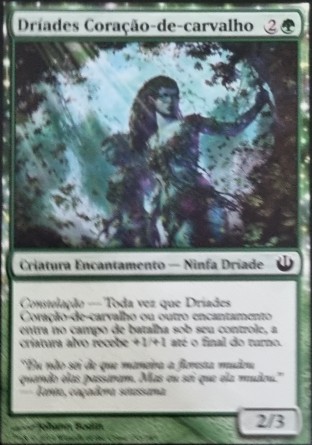 Dríades Coração-de-carvalho 2
Criatura Encantamento — Ninfa Dríade
Constelação — Toda vez que Dríades
Coração-de-carvalho ou outro encantamento
entra no campo de batalha sob seu controle, a
criatura alvo recebe +1/+1 até o final do turno.
"Eu não sei de que maneira a floresta mudou
quando elas passaram. Mas eu sei que ela mudou."
— Ianto, caçadora setessana
2/3